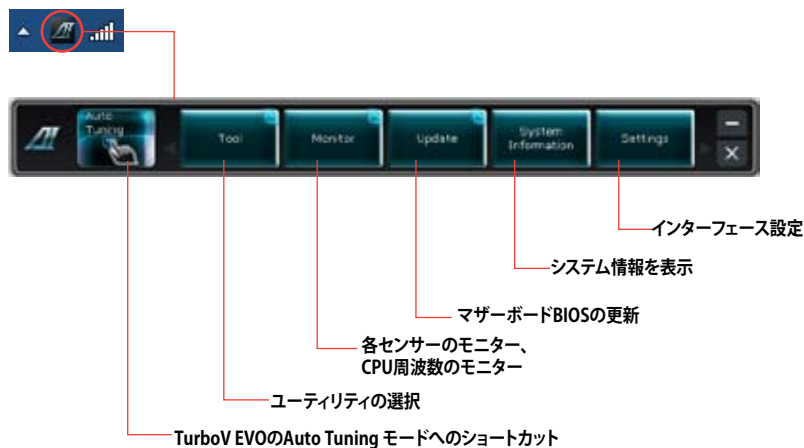 Auto
Tuning
Tool
Monitor
Update
System
Information
Settings
インターフェース設定
システム情報を表示
マザーボードBIOSの更新
各センサーのモニター、
CPU周波数のモニター
ユーティリティの選択
TurboV EVOのAuto Tuning モードへのショートカット